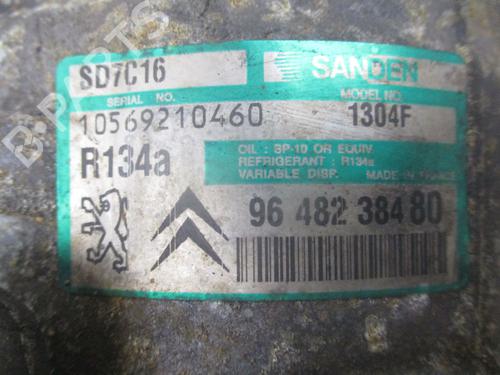 SD7C16
SANDEN
SERIAL NO.
MODEL NO.
10569210460
1304F
R134a
OIL : SP-10 OR EQUIV.
REFRIGERANT : R134a
VARIABLE DISP. MADE IN FRANCE
96 482 384 80
B-PARTS